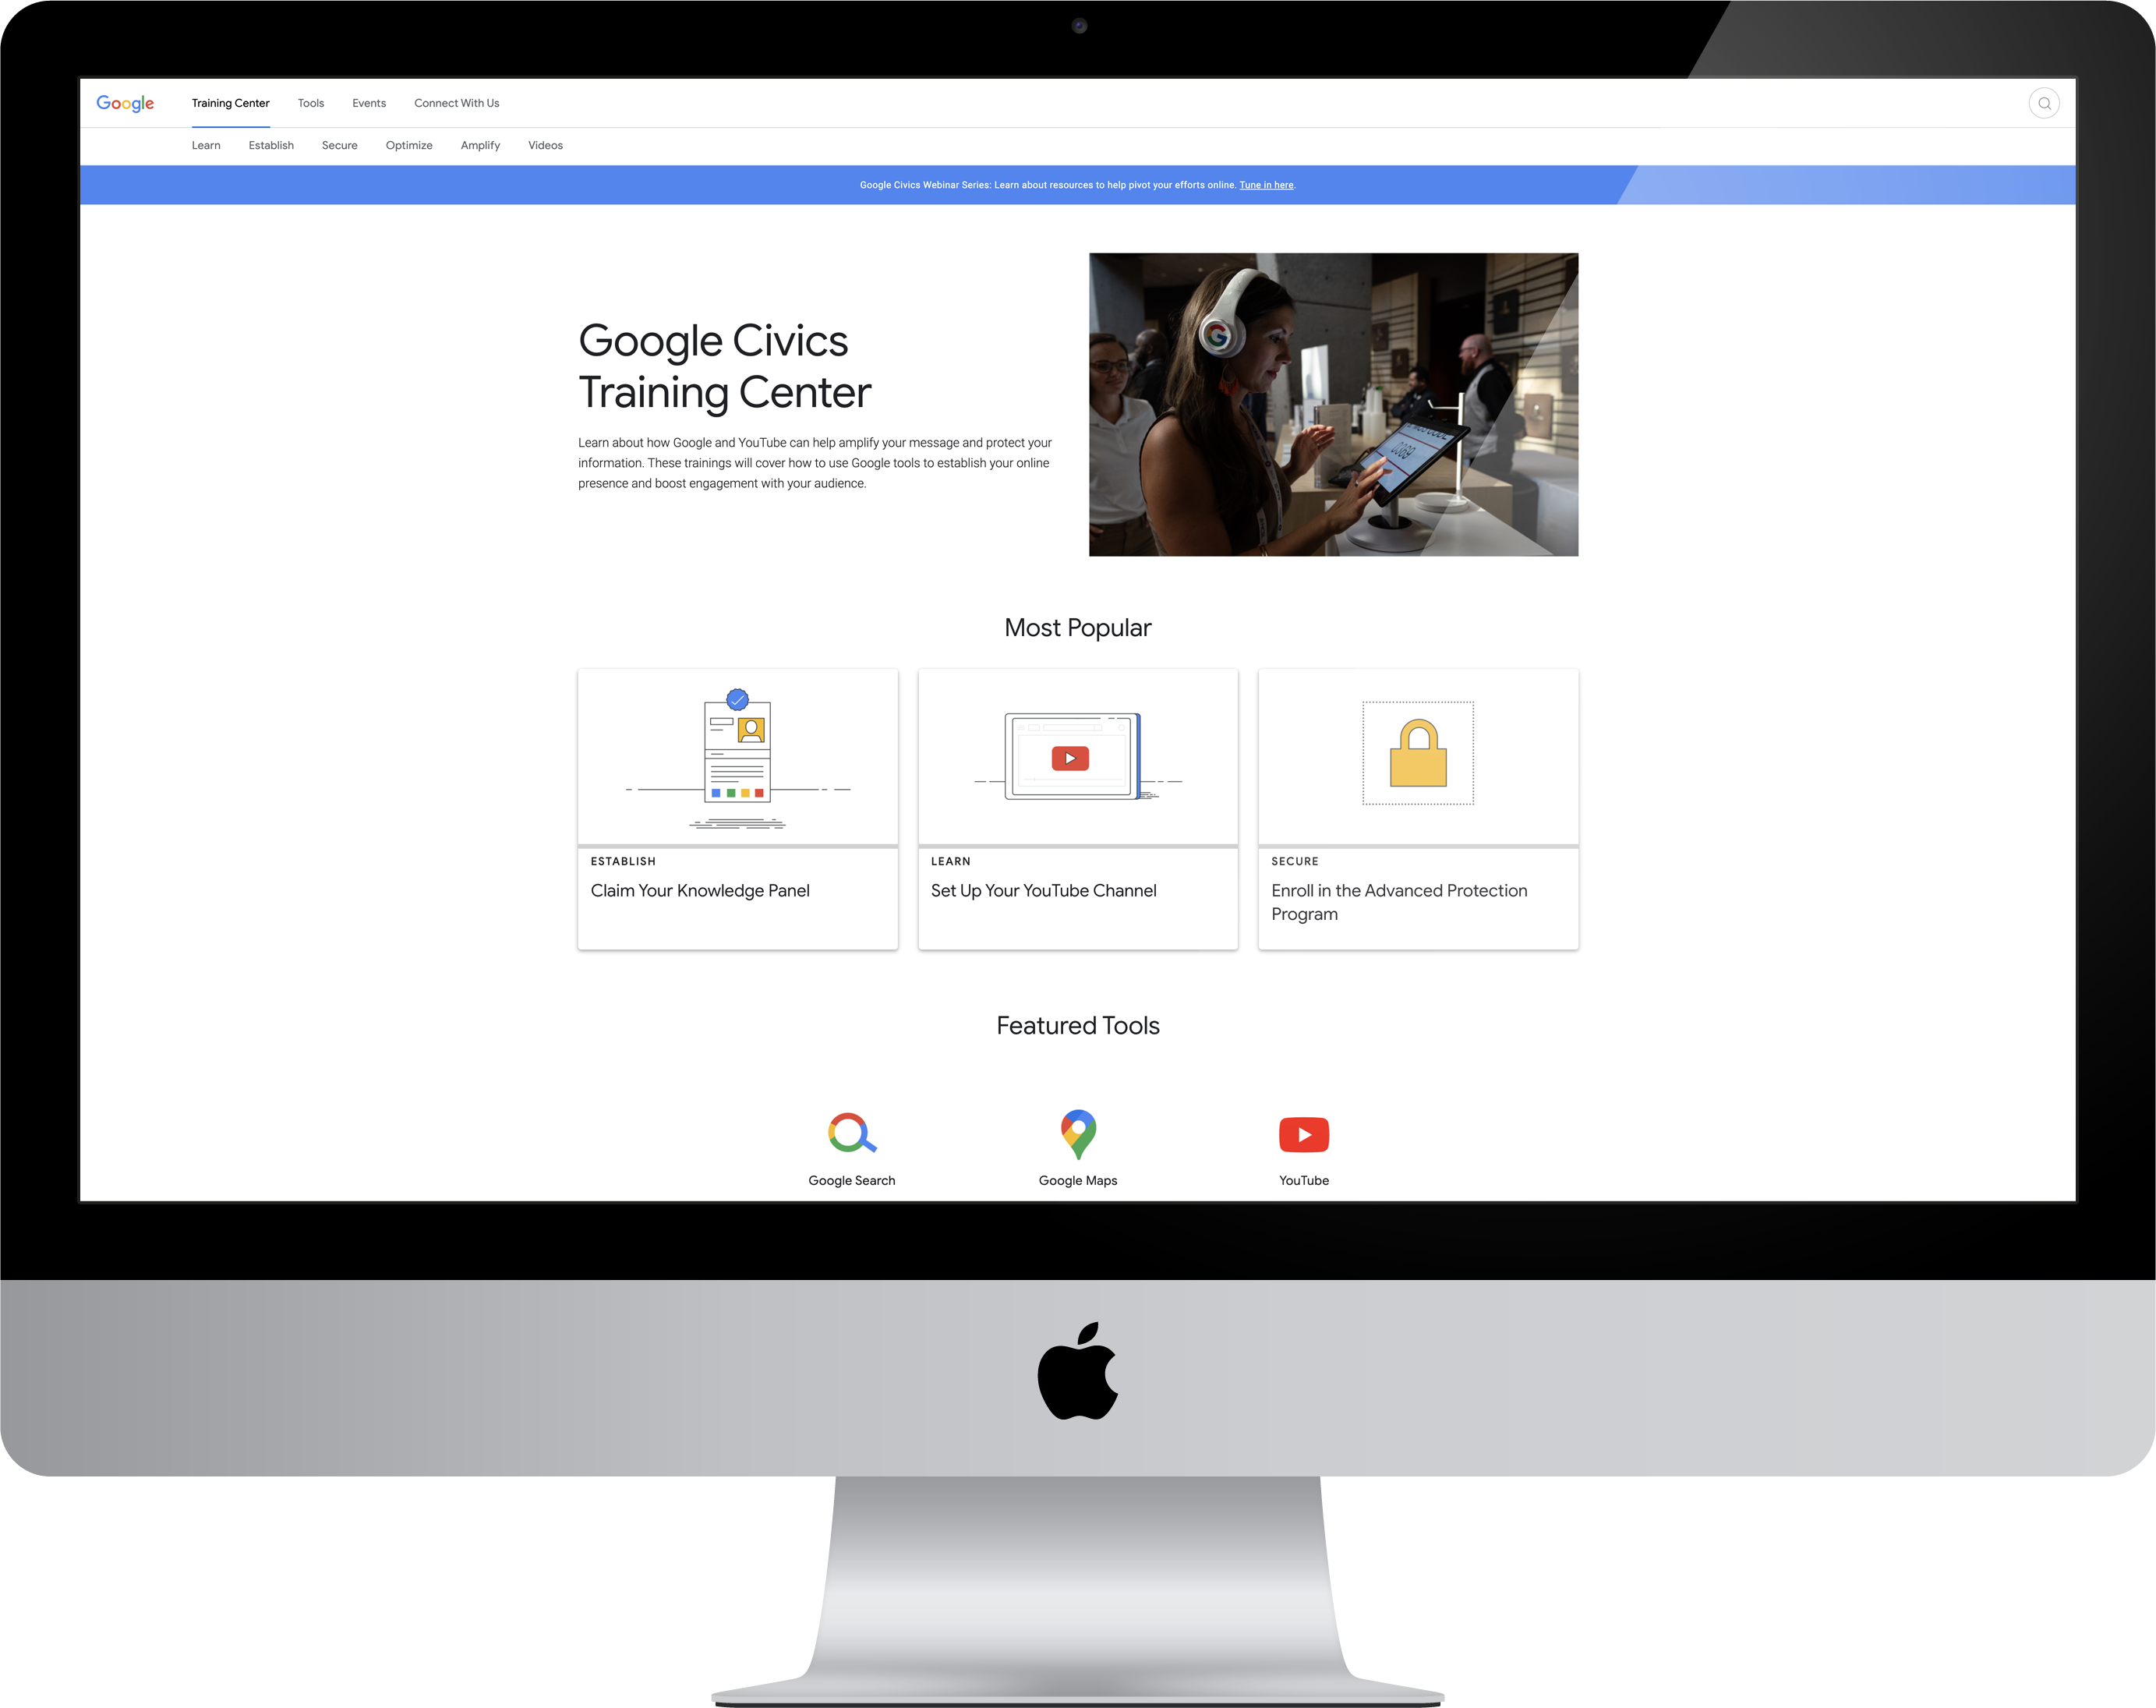 Google Training Center Tools Events Connect With Us
Learn Establish Secure Optimize Amplify Videos
Google Civics Webinar Series: Learn about resources to help pivot your efforts online. Tune in here.
Google Civics
Training Center
Learn about how Google and YouTube can help amplify your message and protect your
information. These trainings will cover how to use Google tools to establish your online
presence and boost engagement with your audience.
G
Most Popular
ESTABLISH
Claim Your Knowledge Panel
LEARN
Set Up Your YouTube Channel
SECURE
Enroll in the Advanced Protection
Program
Featured Tools
Google Search
Google Maps
YouTube